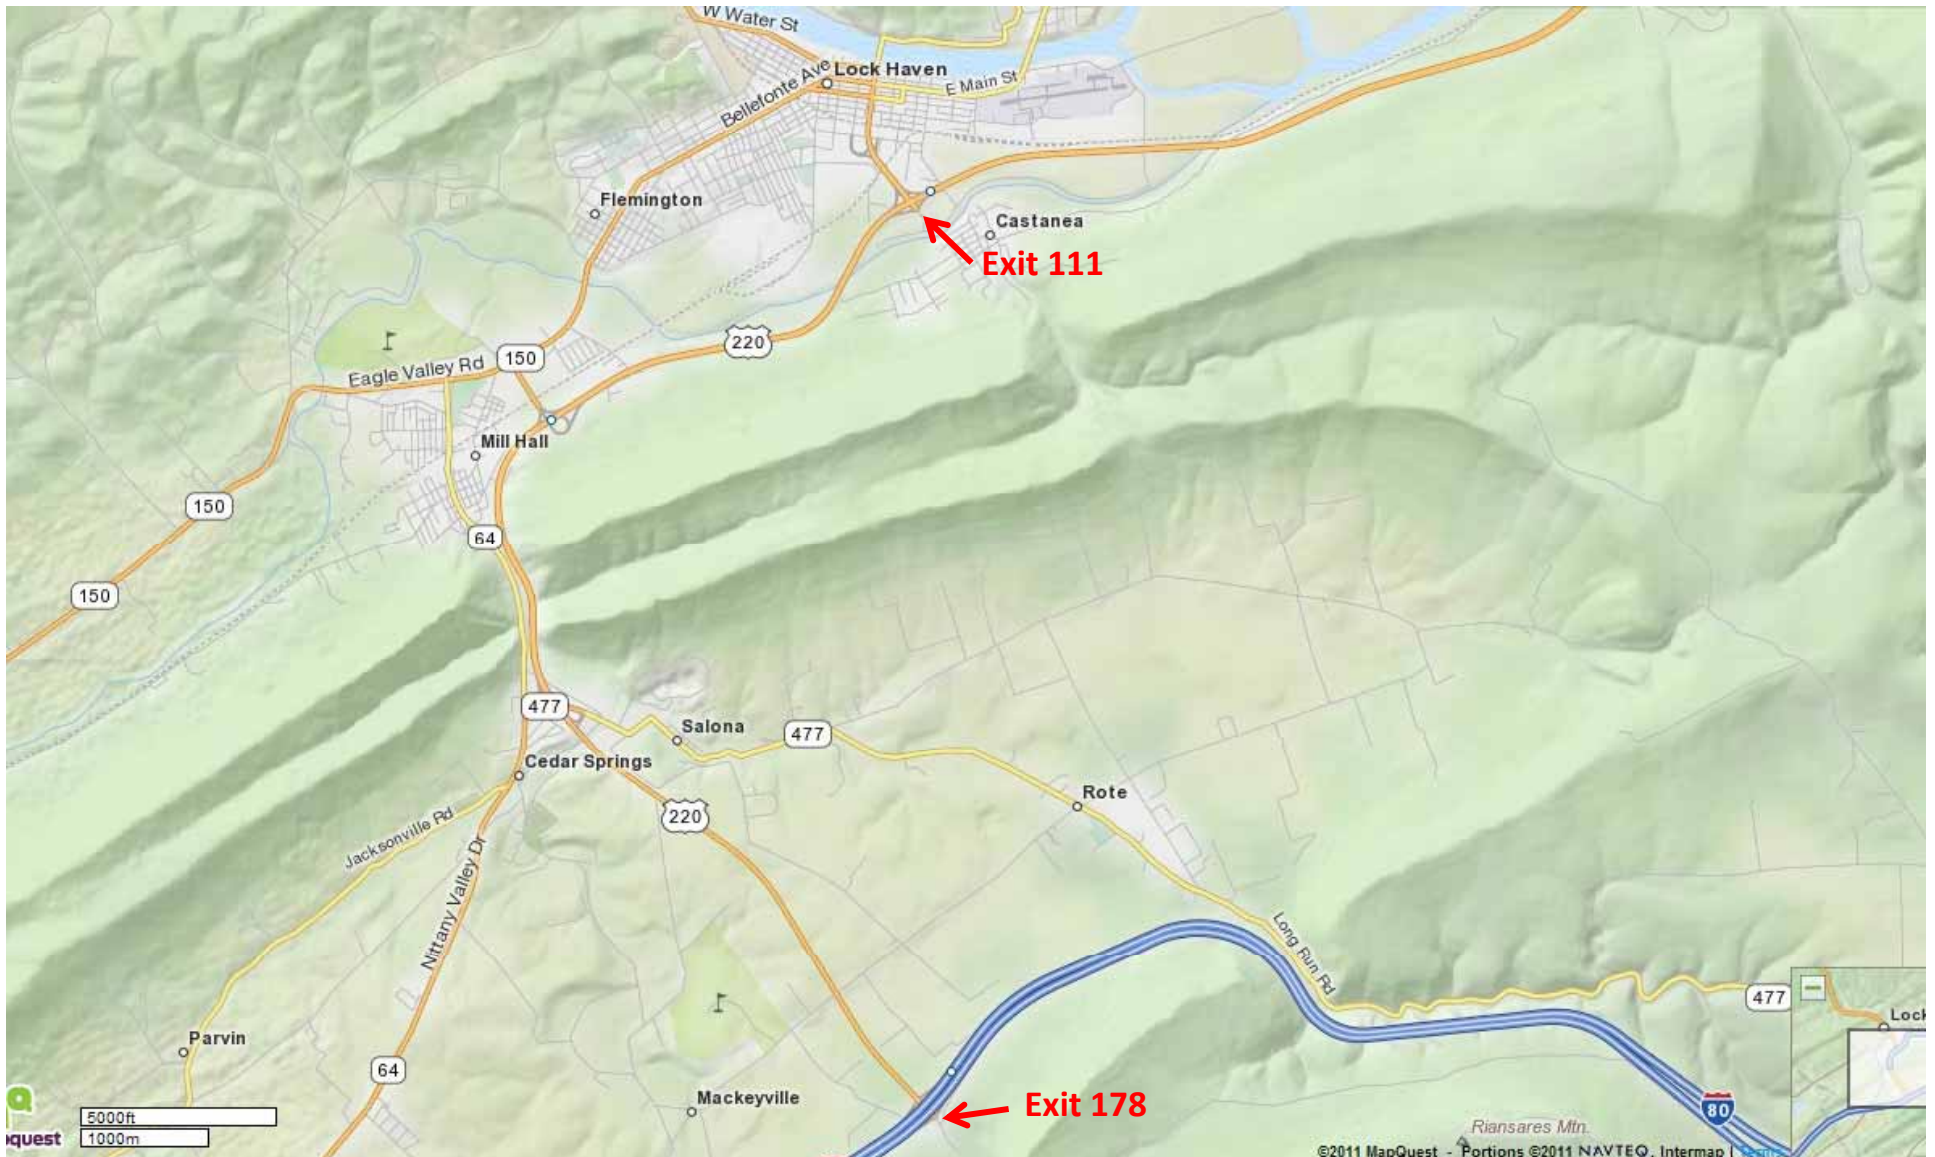 W Water St
Lock Haven
Bellefonte Ave
E Main St
Flemington
Castanea
Exit 111
220
150
Eagle Valley Rd
Mill Hall
150
64
150
477
Salona
477
Cedar Springs
Rote
220
Jacksonville Rd
Nittany Valley Dr
Long Run Rd
477
Lock
Parvin
64
Mackeyville
Exit 178
80
5000ft
1000m
quest
Riansares Mtn.
©2011 MapQuest - Portions ©2011 NAVTEQ, Intermap |